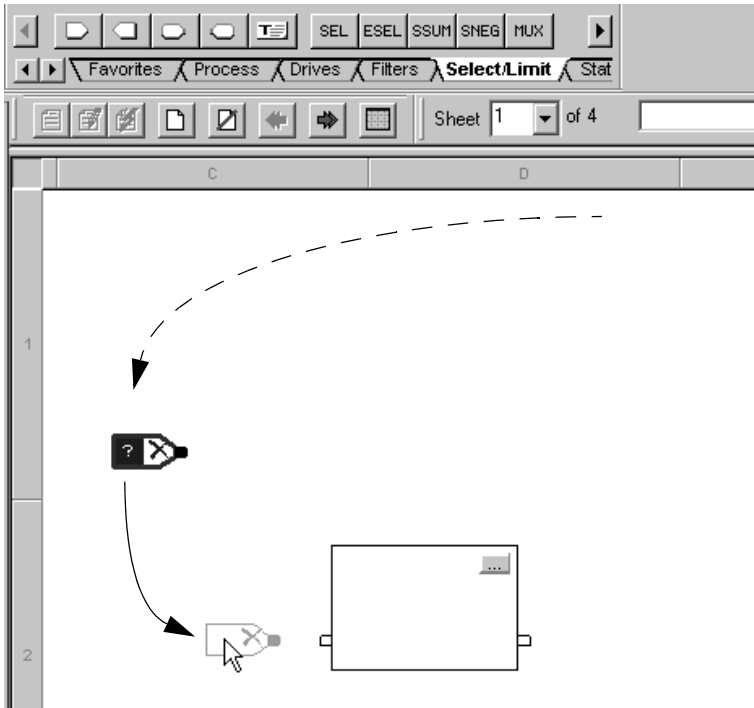 SEL ESEL SSUM SNEG MUX
Favorites Process Drives Filters Select/Limit Stat
Sheet 1 of 4
C D
1
?
...
2